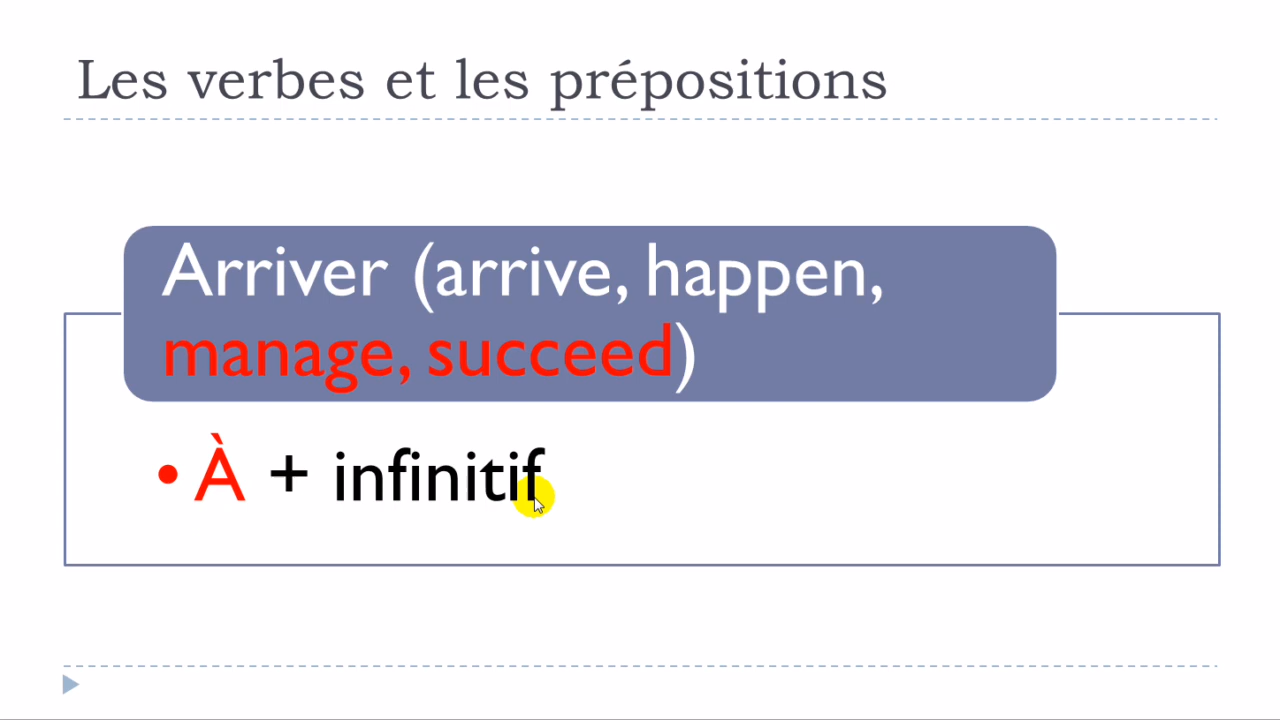 Les verbes et les prépositions
Arriver (arrive, happen,
manage, succeed)
• À + infinitif